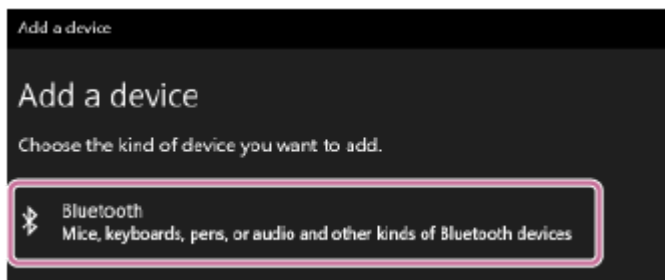 Add a device
Add a device
Choose the kind of device you want to add.
Bluetooth
Mice, keyboards, pens, or audio and other kinds of Bluetooth devices